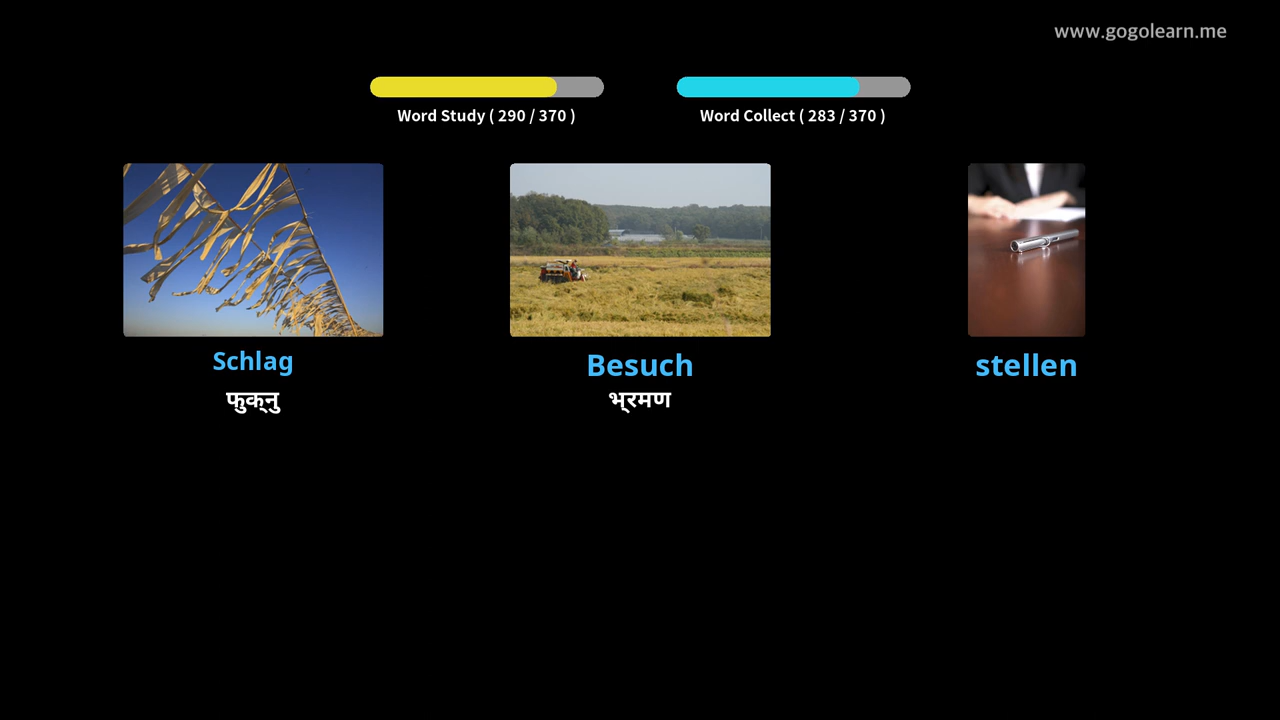 www.gogolearn.me
Word Study ( 290 / 370 )
Word Collect ( 283 / 370 )
Schlag
फुक्नु
Besuch
भ्रमण
stellen